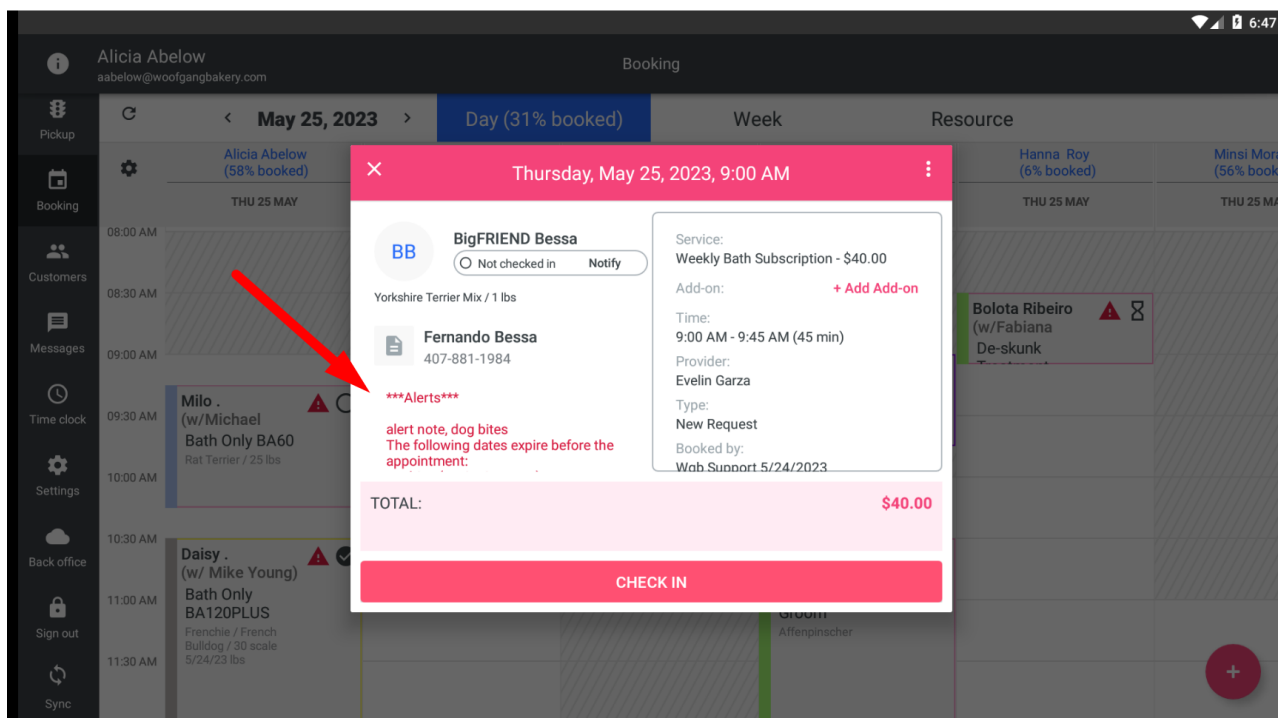 6:47
Alicia Abelow
aabelow@woofgangbakery.com
Booking
Pickup
Booking
Customers
Messages
Time clock
Settings
Back office
Sign out
Sync
May 25, 2023
Day (31% booked)
Week
Resource
Alicia Abelow
(58% booked)
THU 25 MAY
Hanna Roy
(6% booked)
THU 25 MAY
Minsi
(56%
THU 25
08:00 AM
08:30 AM
09:00 AM
09:30 AM
10:00 AM
10:30 AM
11:00 AM
11:30 AM
Milo .
(w/Michael
Bath Only BA60
Rat Terrier / 25 lbs
Daisy .
(w/ Mike Young)
Bath Only
BA120PLUS
Frenchie / French
Bulldog / 30 scale
5/24/23 lbs
Thursday, May 25, 2023, 9:00 AM
BB
BigFRIEND Bessa
Not checked in Notify
Yorkshire Terrier Mix / 1 lbs
Fernando Bessa
407-881-1984
***Alerts***
alert note, dog bites
The following dates expire before the
appointment:
Service:
Weekly Bath Subscription - $40.00
Add-on: + Add Add-on
Time:
9:00 AM - 9:45 AM (45 min)
Provider:
Evelin Garza
Type:
New Request
Booked by:
Wgb Support 5/24/2023
TOTAL: $40.00
CHECK IN
Bolota Ribeiro
(w/Fabiana
De-skunk
Groom
Affenpinscher
+